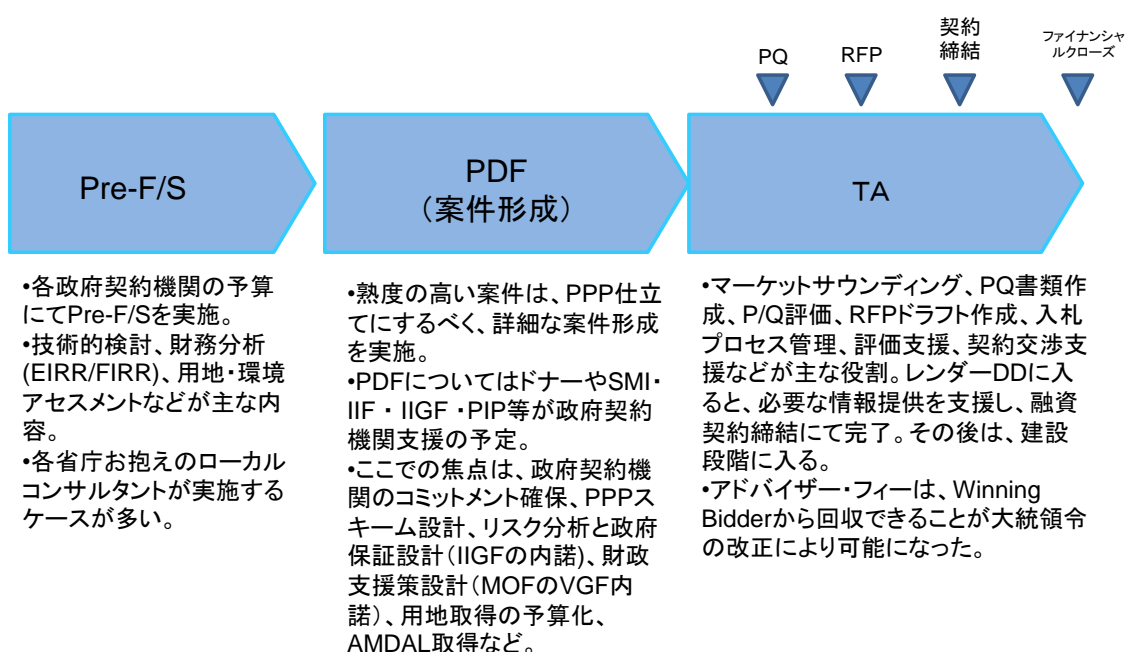 PQ
RFP
契約
締結
ファイナンシャ
ルクローズ
Pre-F/S
PDF
（案件形成）
TA
•各政府契約機関の予算
にてPre-F/Sを実施。
•技術的検討、財務分析
(EIRR/FIRR)、用地・環境
アセスメントなどが主な内
容。
•各省庁お抱えのローカル
コンサルタントが実施する
ケースが多い。
•熟度の高い案件は、PPP仕立
てにするべく、詳細な案件形成
を実施。
•PDFについてはドナーやSMI・
IIF ・ IIGF ・PIP等が政府契約
機関支援の予定。
•ここでの焦点は、政府契約機
関のコミットメント確保、PPPス
キーム設計、リスク分析と政府
保証設計（IIGFの内諾)、財政
支援策設計（MOFのVGF内
諾）、用地取得の予算化、
AMDAL取得など。
•マーケットサウンディング、PQ書類作
成、P/Q評価、RFPドラフト作成、入札
プロセス管理、評価支援、契約交渉支
援などが主な役割。レンダーDDに入
ると、必要な情報提供を支援し、融資
契約締結にて完了。その後は、建設
段階に入る。
•アドバイザー・フィーは、Winning
Bidderから回収できることが大統領令
の改正により可能になった。